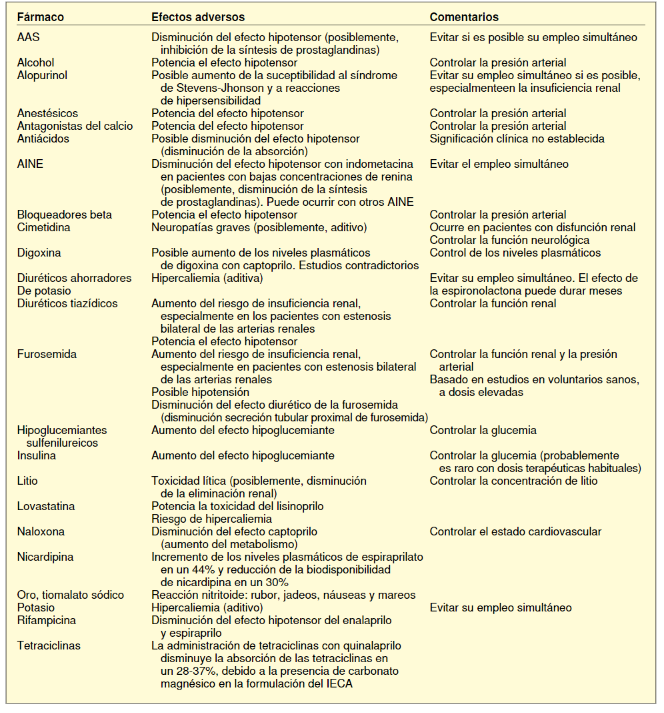 Fármaco Efectos adversos Comentarios
AAS Disminución del efecto hipotensor (posiblemente, Evitar si es posible su empleo simultáneo
inhibición de la síntesis de prostaglandinas)
Alcohol Potencia el efecto hipotensor Controlar la presión arterial
Alopurinol Posible aumento de la suceptibilidad al síndrome Evitar su empleo simultáneo si es posible,
de Stevens-Jhonson y a reacciones especialmenteen la insuficiencia renal
de hipersensibilidad
Anestésicos Potencia del efecto hipotensor Controlar la presión arterial
Antagonistas del calcio Potencia del efecto hipotensor Controlar la presión arterial
Antiácidos Posible disminución del efecto hipotensor Significación clínica no establecida
(disminución de la absorción)
AINE Disminución del efecto hipotensor con indometacina Evitar el empleo simultáneo
en pacientes con bajas concentraciones de renina
(posiblemente, disminución de la síntesis
de prostaglandinas). Puede ocurrir con otros AINE
Bloqueadores beta Potencia el efecto hipotensor Controlar la presión arterial
Cimetidina Neuropatías graves (posiblemente, aditivo) Ocurre en pacientes con disfunción renal
Controlar la función neurológica
Digoxina Posible aumento de los niveles plasmáticos Control de los niveles plasmáticos
de digoxina con captoprilo. Estudios contradictorios
Diuréticos ahorradores Hipercaliemia (aditiva) Evitar su empleo simultáneo. El efecto de
De potasio la espironolactona puede durar meses
Diuréticos tiazídicos Aumento del riesgo de insuficiencia renal, Controlar la función renal
especialmente en los pacientes con estenosis
bilateral de las arterias renales
Potencia el efecto hipotensor
Furosemida Aumento del riesgo de insuficiencia renal, Controlar la función renal y la presión
especialmente en pacientes con estenosis bilateral arterial
de las arterias renales Basado en estudios en voluntarios sanos,
Posible hipotensión a dosis elevadas
Disminución del efecto diurético de la furosemida
(disminución secreción tubular proximal de furosemida)
Hipoglucemiantes Aumento del efecto hipoglucemiante Controlar la glucemia
sulfenilureicos
Insulina Aumento del efecto hipoglucemiante Controlar la glucemia (probablemente
es raro con dosis terapéuticas habituales)
Litio Toxicidad lítica (posiblemente, disminución Controlar la concentración de litio
de la eliminación renal)
Lovastatina Potencia la toxicidad del lisinoprilo
Riesgo de hipercaliemia
Naloxona Disminución del efecto captoprilo Controlar el estado cardiovascular
(aumento del metabolismo)
Nicardipina Incremento de los niveles plasmáticos de espiraprilato
en un 44% y reducción de la biodisponibilidad
de nicardipina en un 30%
Oro, tiomalato sódico Reacción nitritoide: rubor, jadeos, náuseas y mareos
Potasio Hipercaliemia (aditivo) Evitar su empleo simultáneo
Rifampicina Disminución del efecto hipotensor del enalaprilo
y espiraprilo
Tetraciclinas La administración de tetraciclinas con quinalaprilo
disminuye la absorción de las tetraciclinas en
un 28-37%, debido a la presencia de carbonato
magnésico en la formulación del IECA